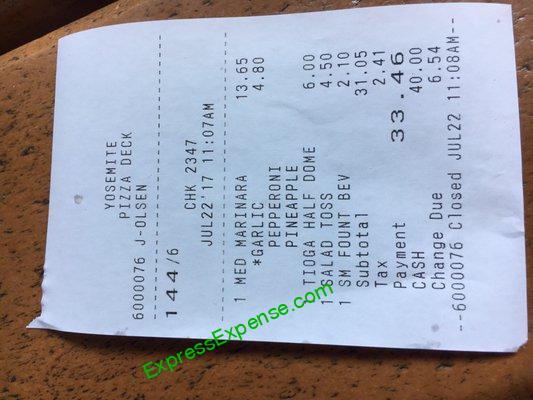 YOSEMITE
PIZZA DECK
6000076 J-OLSEN
144/6
CHK 2347
JUL22'17 11:07AM
1 MED MARINARA 13.65
*GARLIC 4.80
PEPPERONI
PINEAPPLE
1 TIOGA HALF DOME 6.00
1 SALAD TOSS 4.50
1 SM FOUNT BEV 2.10
Subtotal 31.05
Tax 2.41
Payment 33.46
CASH 40.00
Change Due 6.54
--6000076 Closed JUL22 11:08AM--
ExpressExpense.com